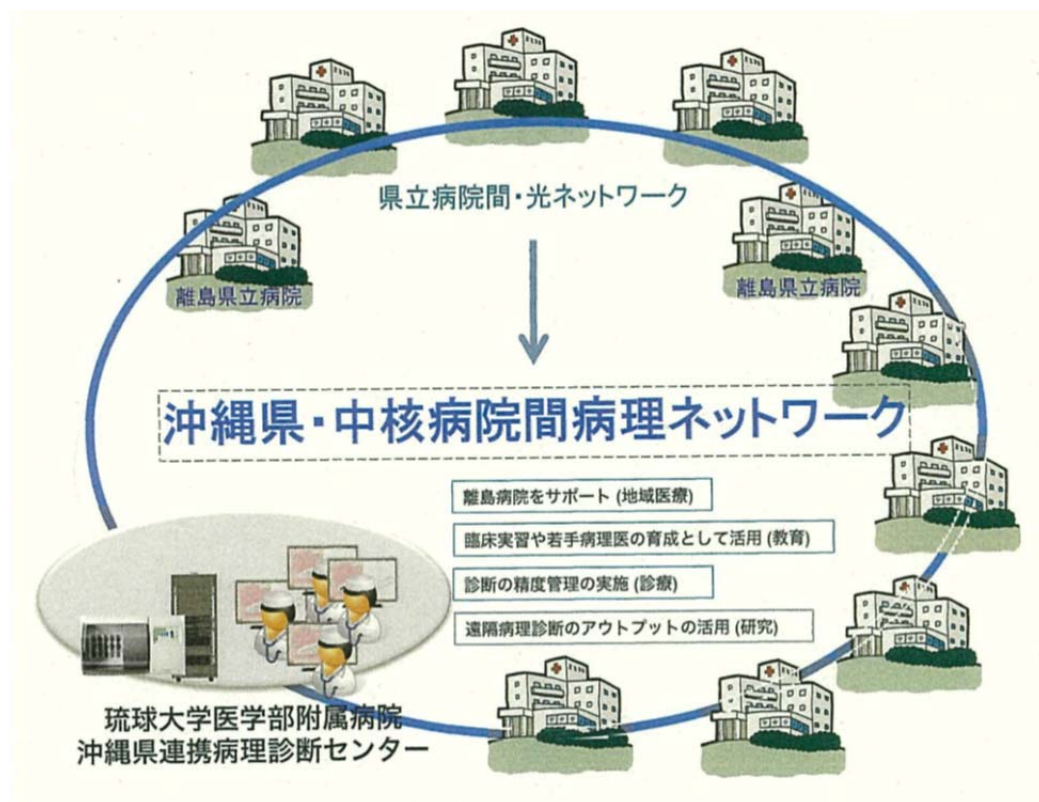 県立病院間・光ネットワーク
離島県立病院
離島県立病院
沖縄県・中核病院間病理ネットワーク
離島病院をサポート (地域医療)
臨床実習や若手病理医の育成として活用 (教育)
診断の精度管理の実施 (診療)
遠隔病理診断のアウトプットの活用 (研究)
琉球大学医学部附属病院
沖縄県連携病理診断センター